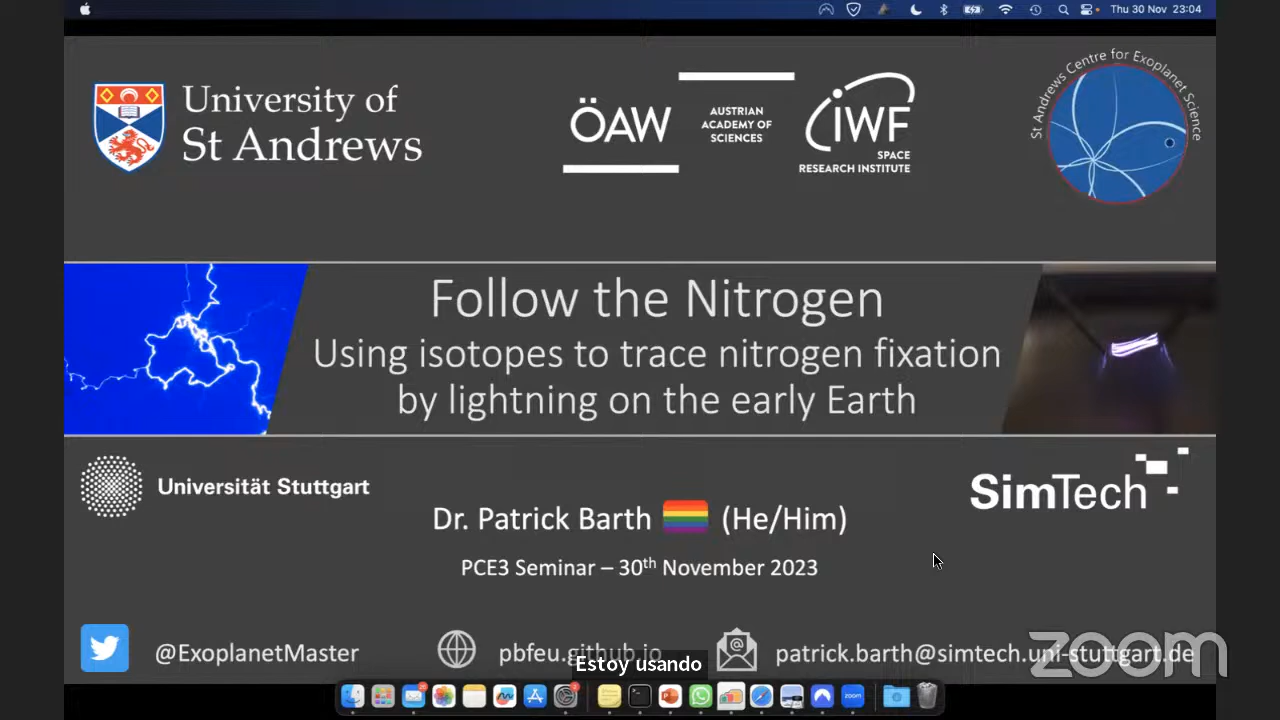 Thu 30 Nov 23:04
University of
St Andrews
ÖAW
AUSTRIAN
ACADEMY OF
SCIENCES
IWF
SPACE
RESEARCH INSTITUTE
St Andrews Centre for Exoplanet Science
Follow the Nitrogen
Using isotopes to trace nitrogen fixation
by lightning on the early Earth
Universität Stuttgart
SimTech
Dr. Patrick Barth (He/Him)
PCE3 Seminar – 30th November 2023
@ExoplanetMaster
pbfeu.github.io
patrick.barth@simtech.uni-stuttgart.de
zoom
Estoy usando
zoom